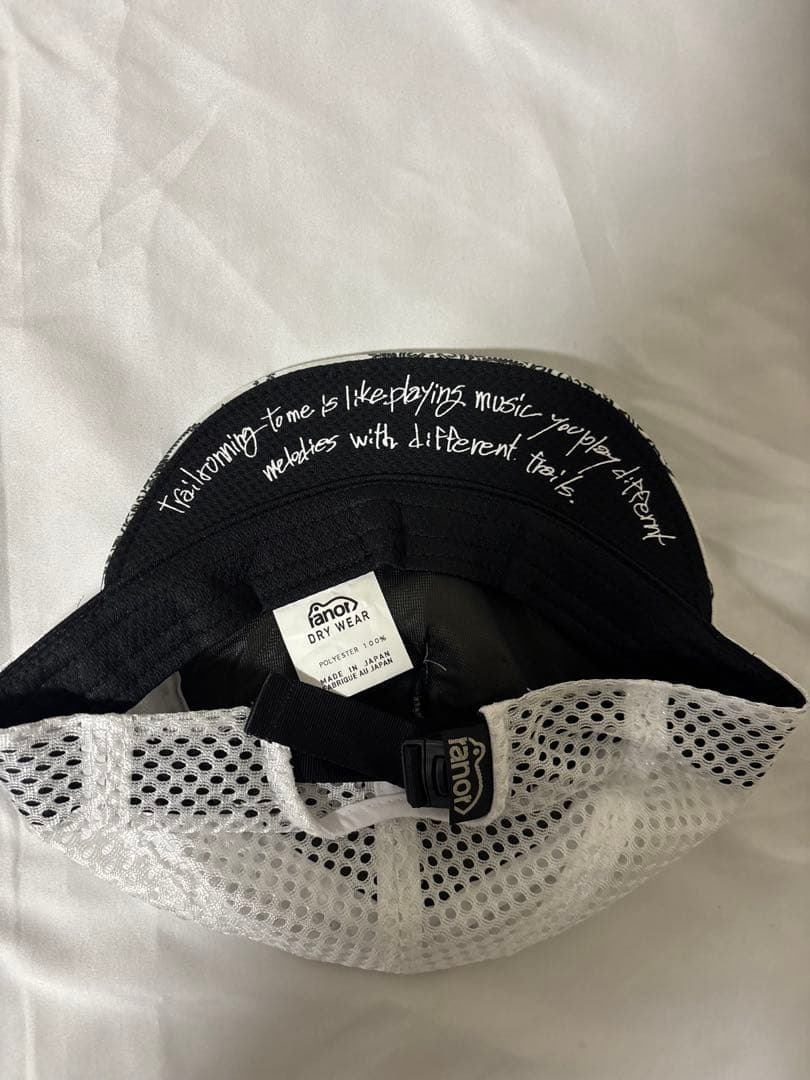 trailrunning to me is like playing music you play differnt
melodies with different trails.
ranor
DRY WEAR
POLYESTER 100%
MADE IN JAPAN
FABRIQUE AU JAPAN
ranor